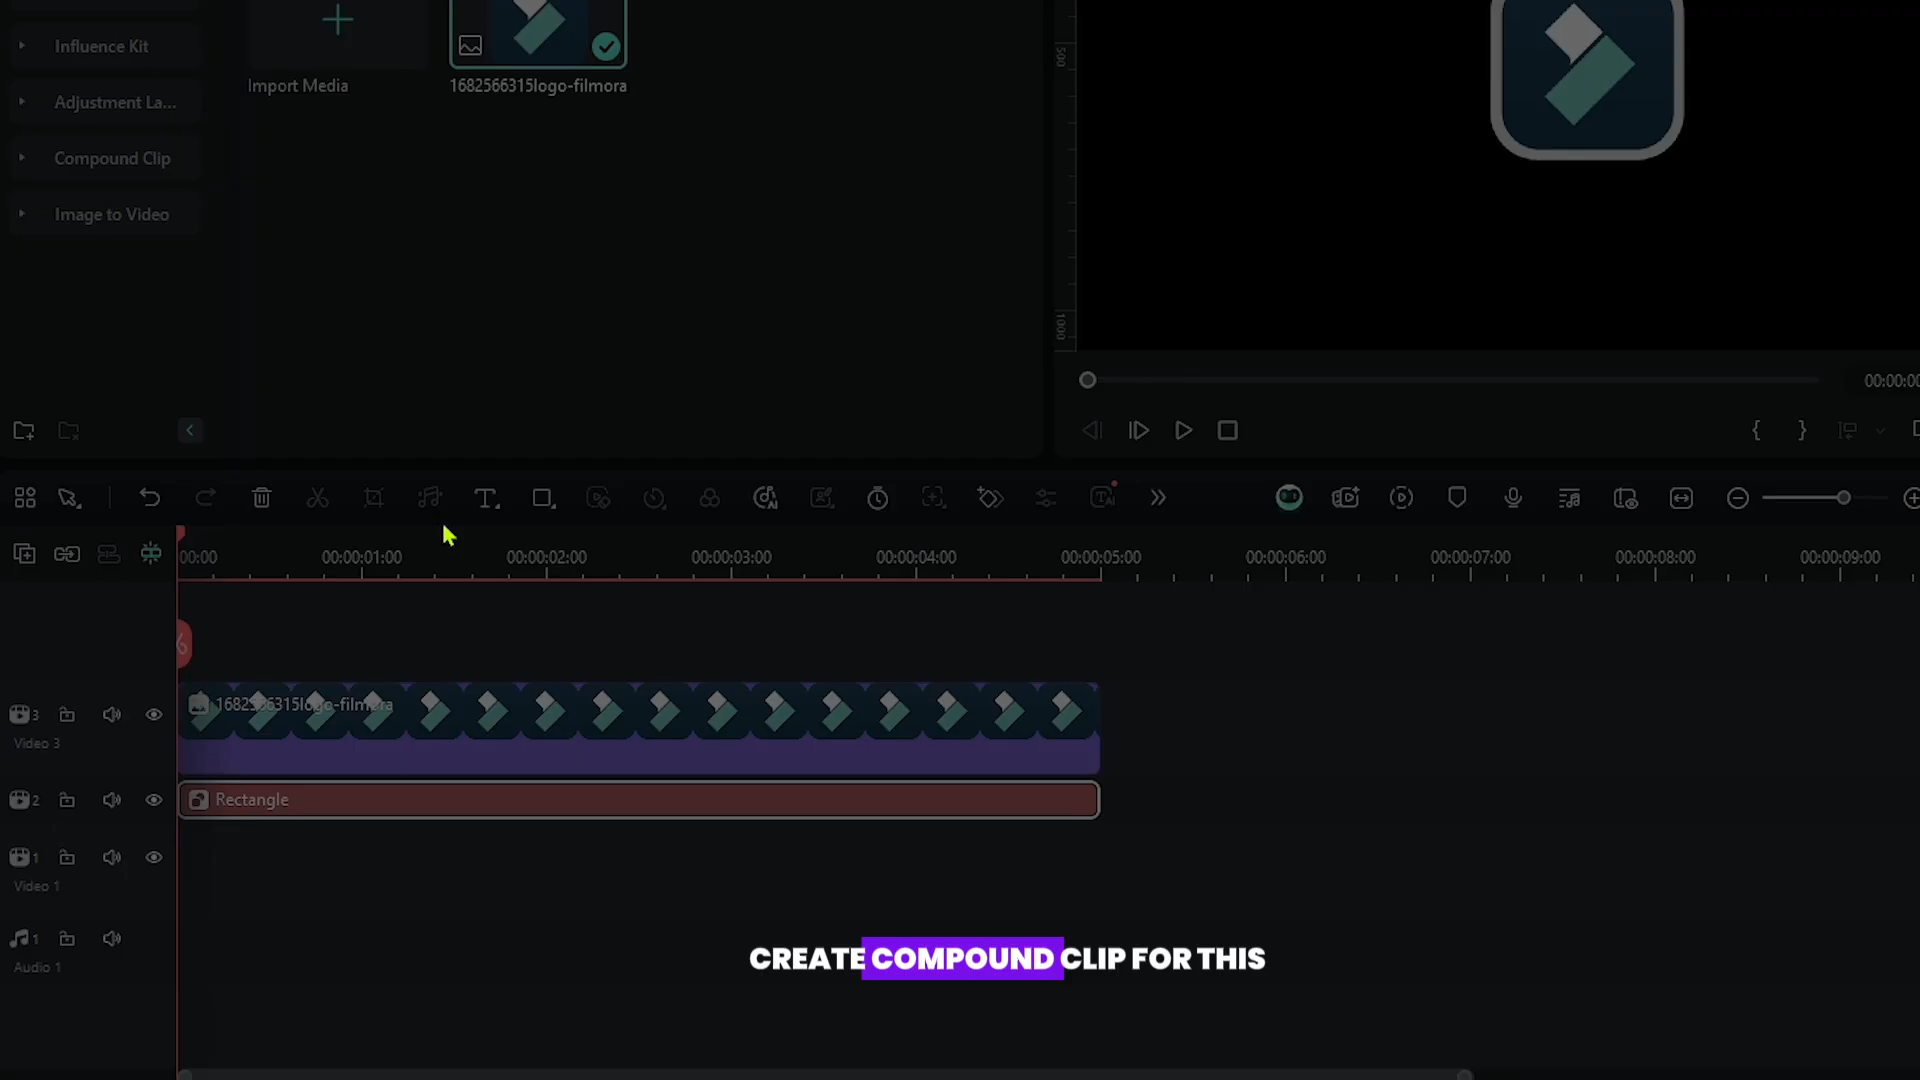 Influence Kit
Adjustment La...
Compound Clip
Image to Video
Import Media
1682566315logo-filmora
500
1000
00:00:00
00:00
00:00:01:00
00:00:02:00
00:00:03:00
00:00:04:00
00:00:05:00
00:00:06:00
00:00:07:00
00:00:08:00
00:00:09:00
1682566315logo-filmora
3
Video 3
2
Rectangle
1
Video 1
1
Audio 1
CREATE COMPOUND CLIP FOR THIS